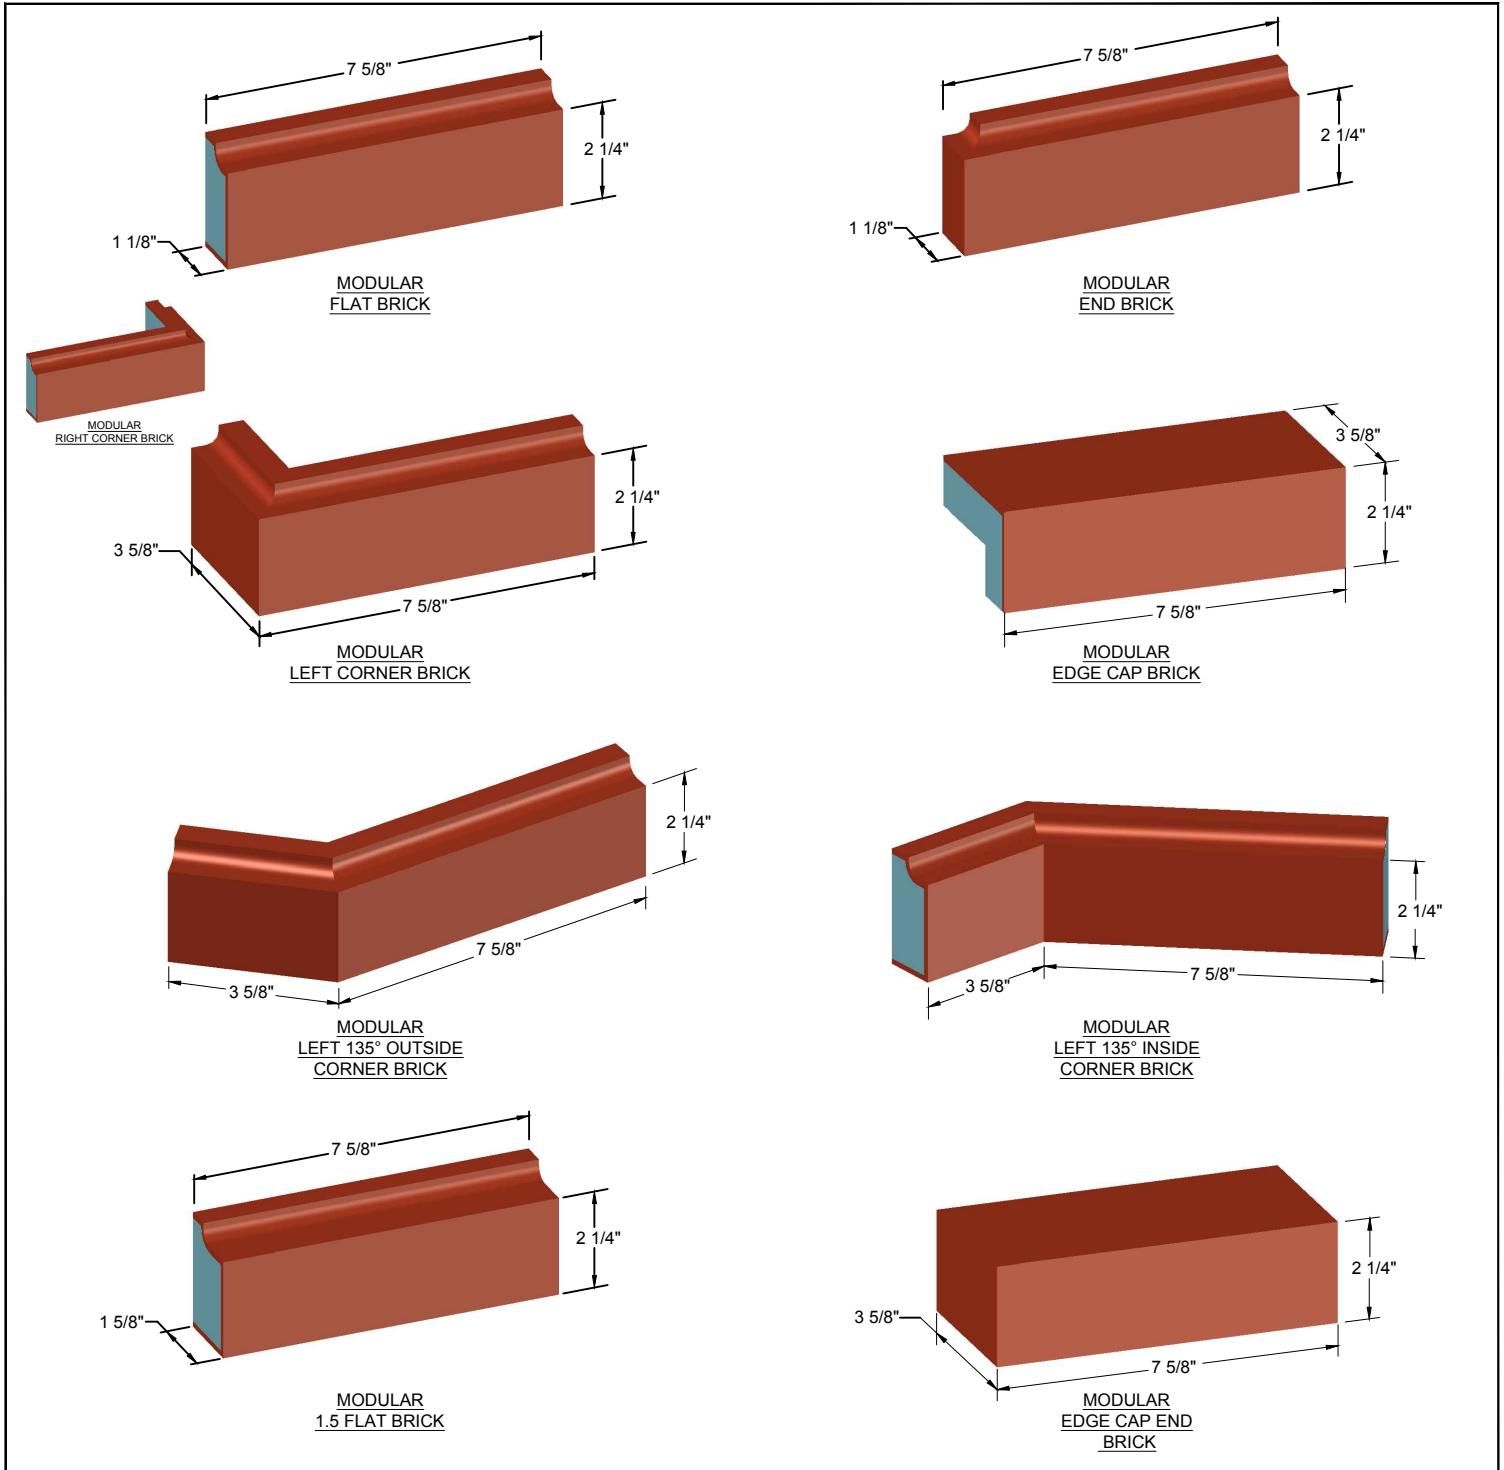 7 5/8"
2 1/4"
1 1/8"
MODULAR
FLAT BRICK
7 5/8"
2 1/4"
1 1/8"
MODULAR
END BRICK
MODULAR
RIGHT CORNER BRICK
2 1/4"
3 5/8"
7 5/8"
MODULAR
LEFT CORNER BRICK
3 5/8"
2 1/4"
7 5/8"
MODULAR
EDGE CAP BRICK
2 1/4"
7 5/8"
3 5/8"
MODULAR
LEFT 135° OUTSIDE
CORNER BRICK
2 1/4"
7 5/8"
3 5/8"
MODULAR
LEFT 135° INSIDE
CORNER BRICK
7 5/8"
2 1/4"
1 5/8"
MODULAR
1.5 FLAT BRICK
2 1/4"
3 5/8"
7 5/8"
MODULAR
EDGE CAP END
BRICK